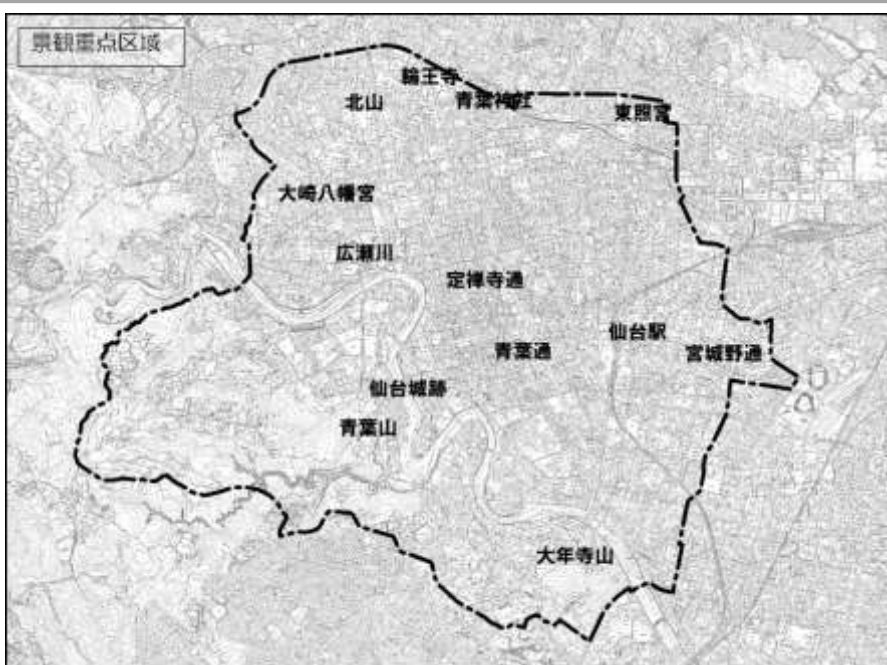 景観重点区域
輪王寺
北山
青葉神社
東照宮
大崎八幡宮
広瀬川
定禅寺通
仙台駅
青葉通
宮城野通
仙台城跡
青葉山
大年寺山